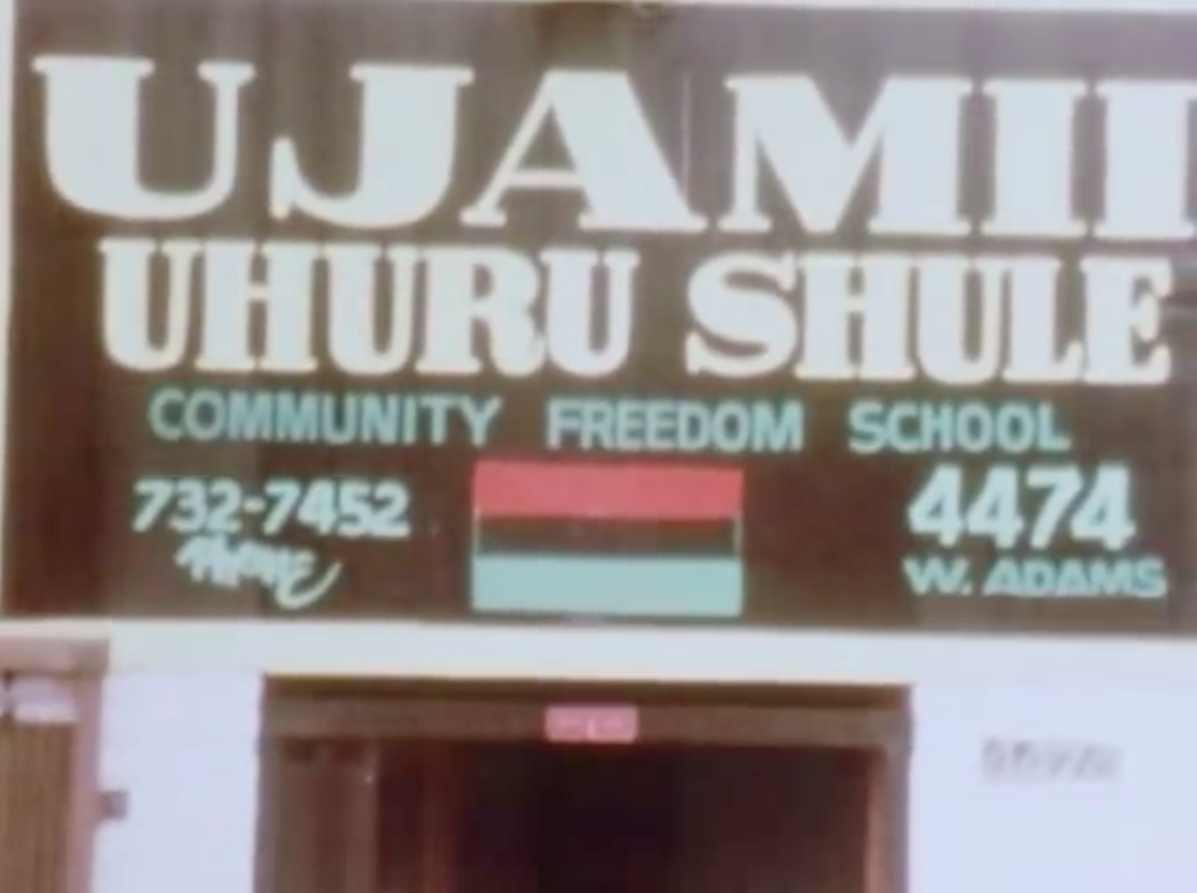 UJAMII
UHURU SHULE
COMMUNITY FREEDOM SCHOOL
732-7452
4474
W. ADAMS